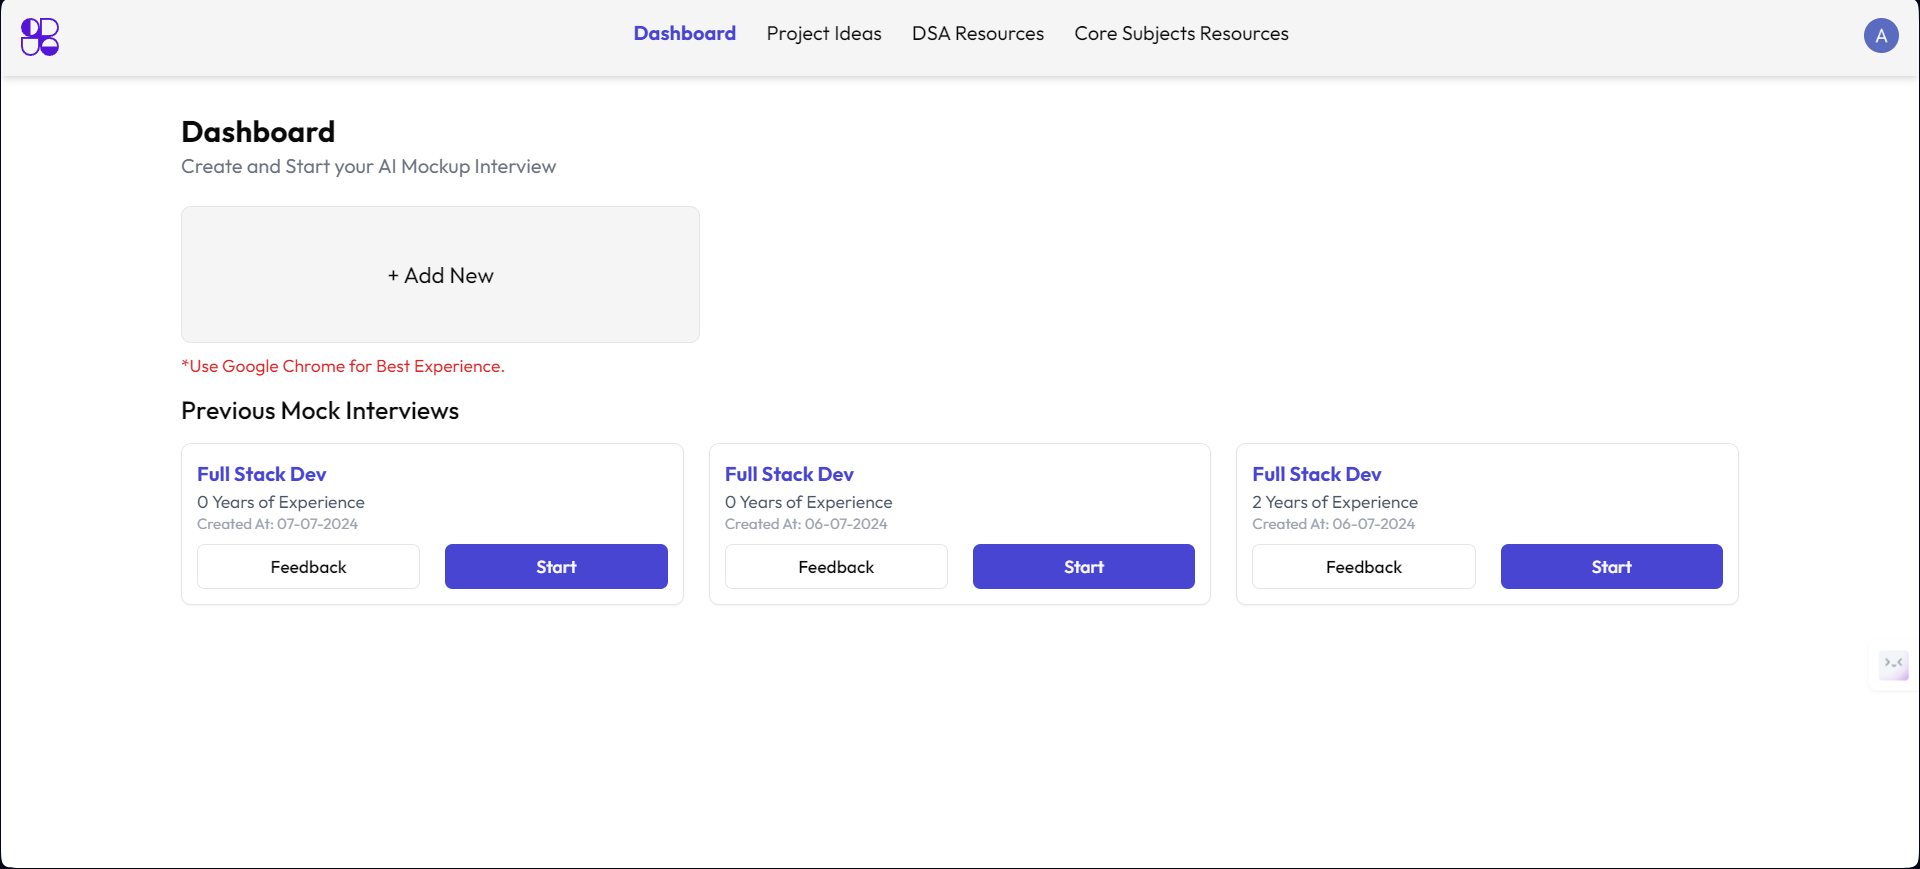 Dashboard Project Ideas DSA Resources Core Subjects Resources A
Dashboard
Create and Start your AI Mockup Interview
+ Add New
*Use Google Chrome for Best Experience.
Previous Mock Interviews
Full Stack Dev
0 Years of Experience
Created At: 07-07-2024
Feedback Start
Full Stack Dev
0 Years of Experience
Created At: 06-07-2024
Feedback Start
Full Stack Dev
2 Years of Experience
Created At: 06-07-2024
Feedback Start